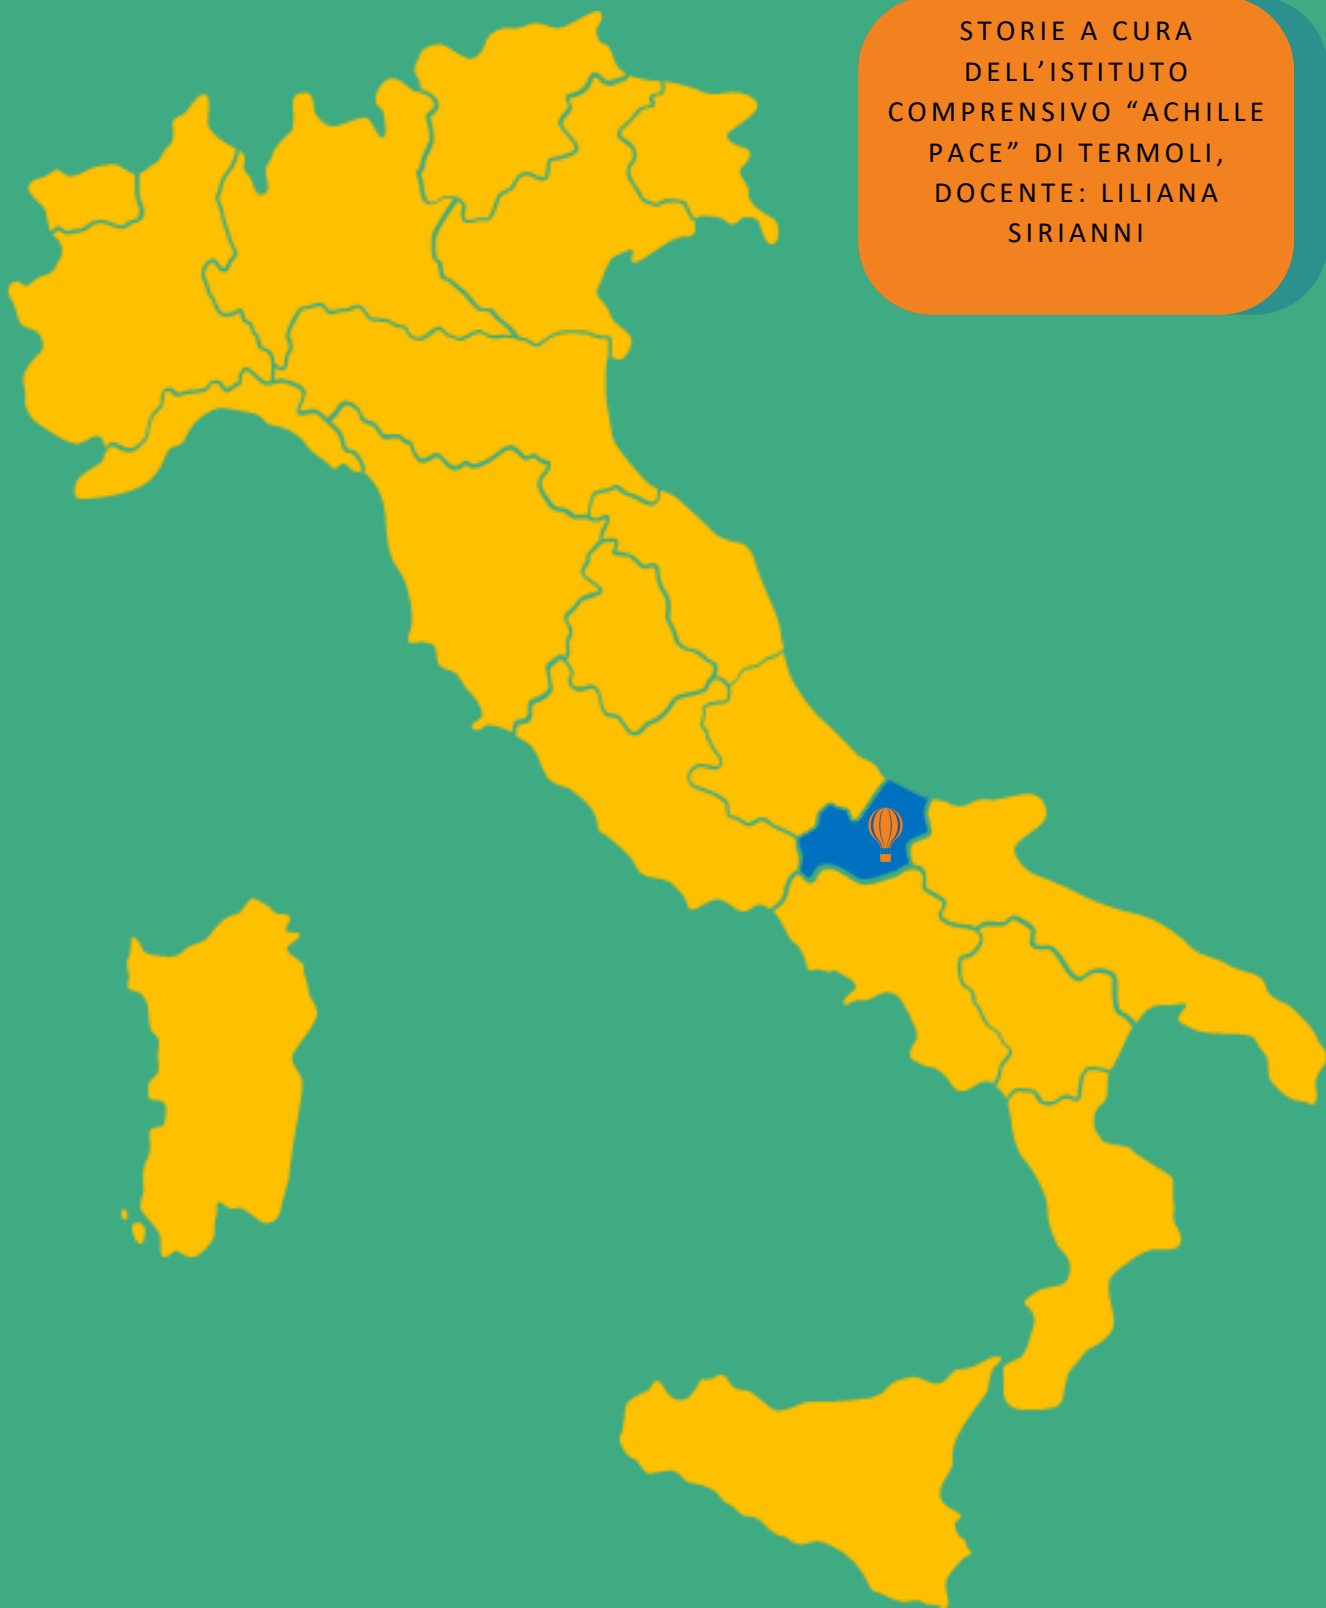 STORIE A CURA
DELL’ISTITUTO
COMPRENSIVO “ACHILLE
PACE” DI TERMOLI,
DOCENTE: LILIANA
SIRIANNI